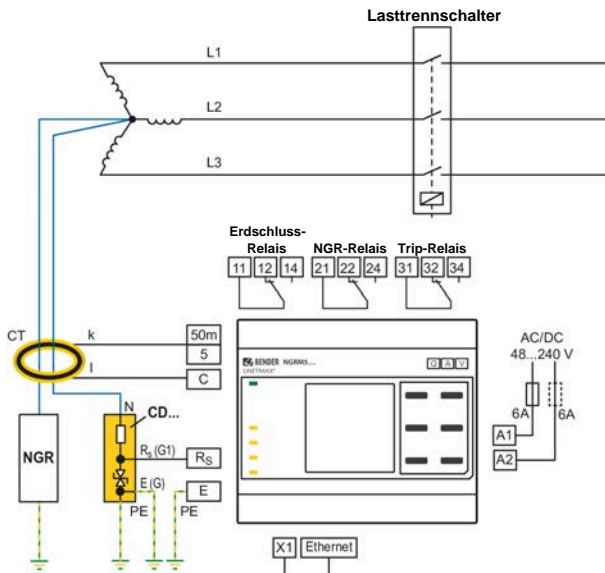 Lasttrennschalter
L1
L2
L3
Erdschluss-
Relais NGR-Relais Trip-Relais
11 12 14 21 22 24 31 32 34
CT k 50m
5
l C
BENDER NGRM5.....
LINETRAXX®
Ω A V
AC/DC
48...240 V
6A 6A
A1
A2
N CD...
NGR
RS (G1) RS
E (G) E
PE PE
X1 Ethernet